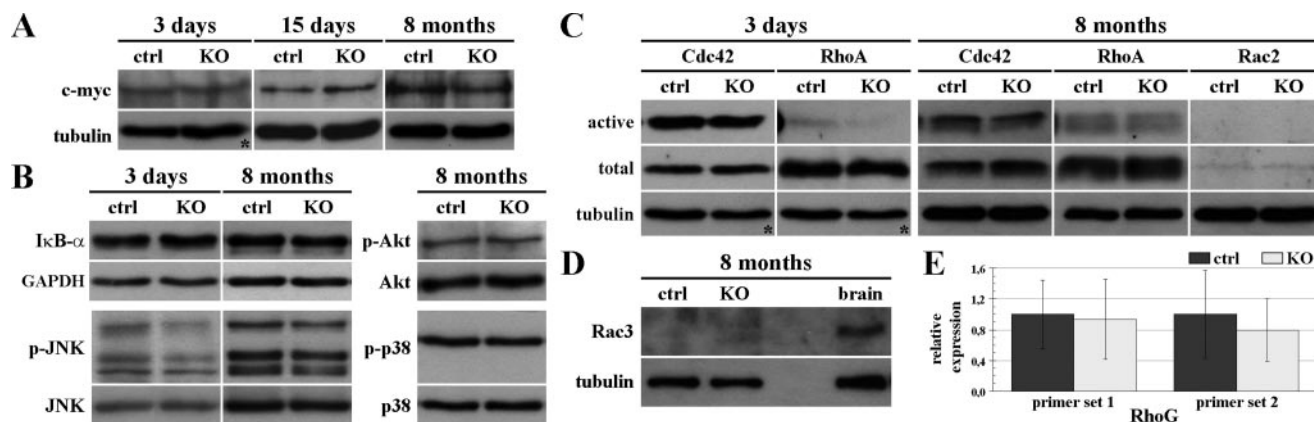 A
3 days 15 days 8 months
ctrl KO ctrl KO ctrl KO
c-myc
tubulin
*
B
3 days 8 months 8 months
ctrl KO ctrl KO ctrl KO
IκB-α
GAPDH
p-JNK
JNK
p-Akt
Akt
p-p38
p38
C
3 days 8 months
Cdc42 RhoA Cdc42 RhoA Rac2
ctrl KO ctrl KO ctrl KO ctrl KO ctrl KO
active
total
tubulin
* *
D
8 months
ctrl KO brain
Rac3
tubulin
E
ctrl KO
relative
expression
1,6
1,2
0,8
0,4
0,0
primer set 1 primer set 2
RhoG